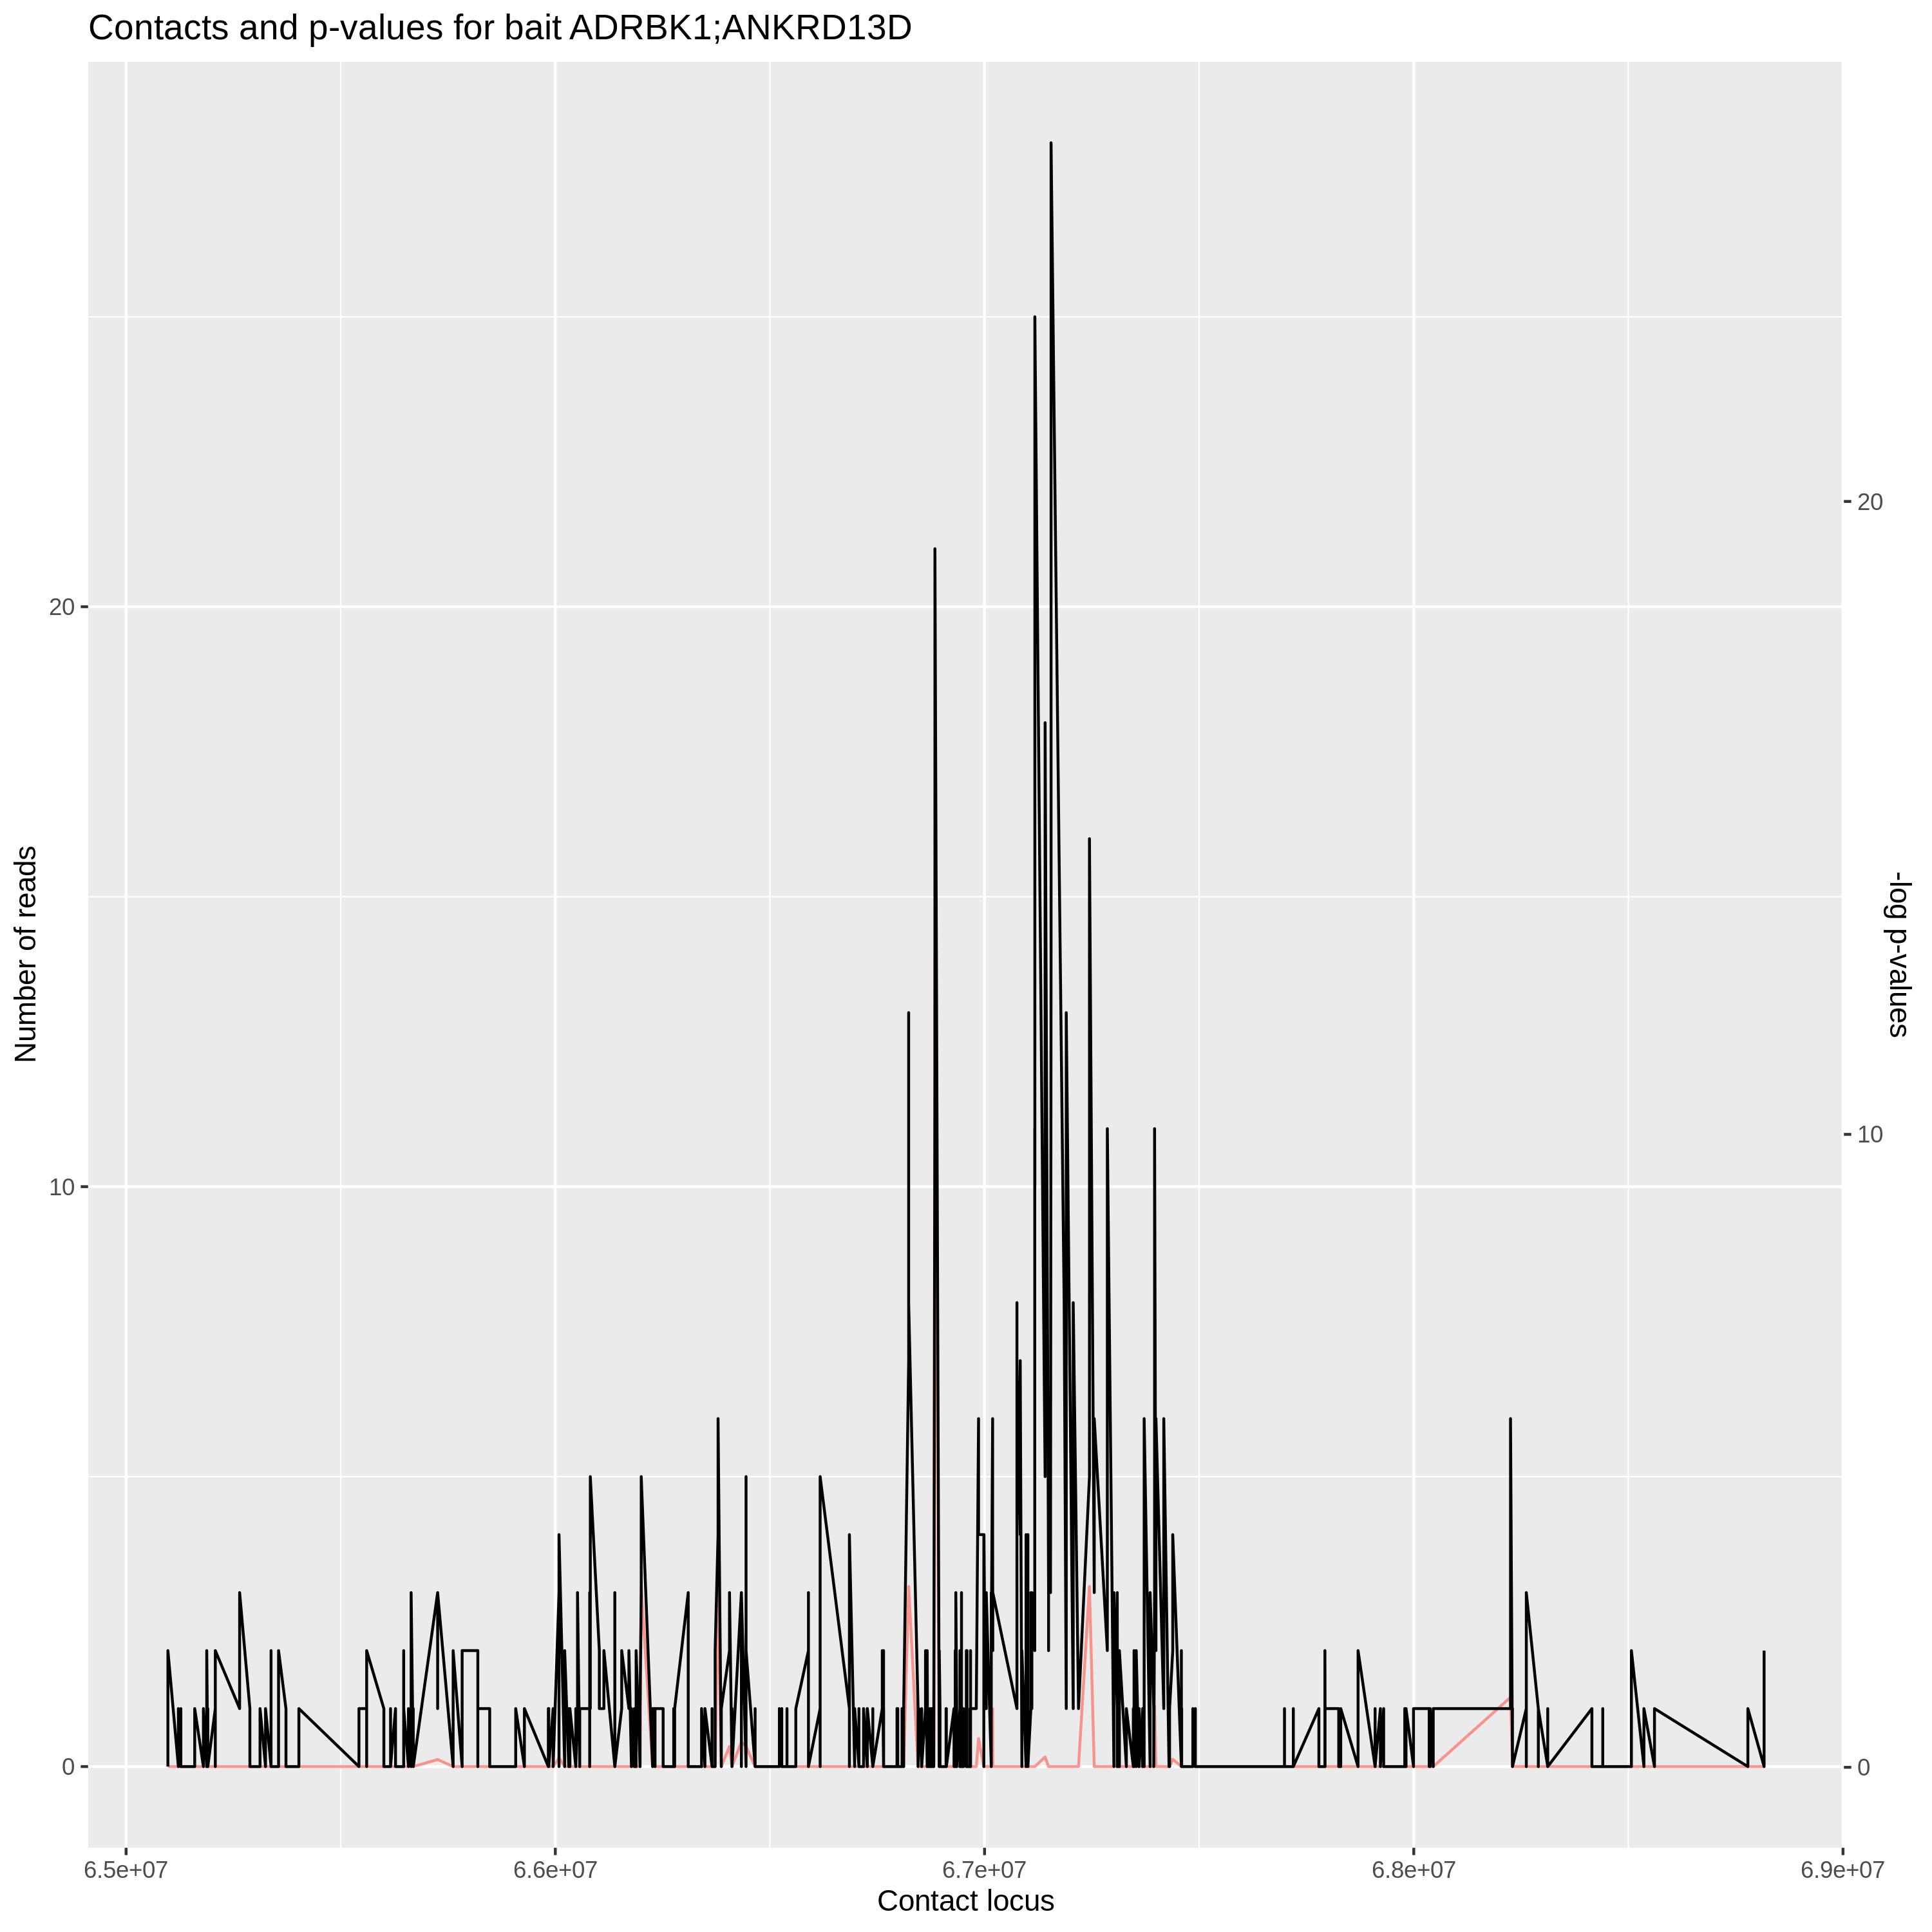 Contacts and p-values for bait ADRBK1;ANKRD13D
20
10
0
Number of reads
20
10
0
-log p-values
6.5e+07
6.6e+07
6.7e+07
6.8e+07
6.9e+07
Contact locus